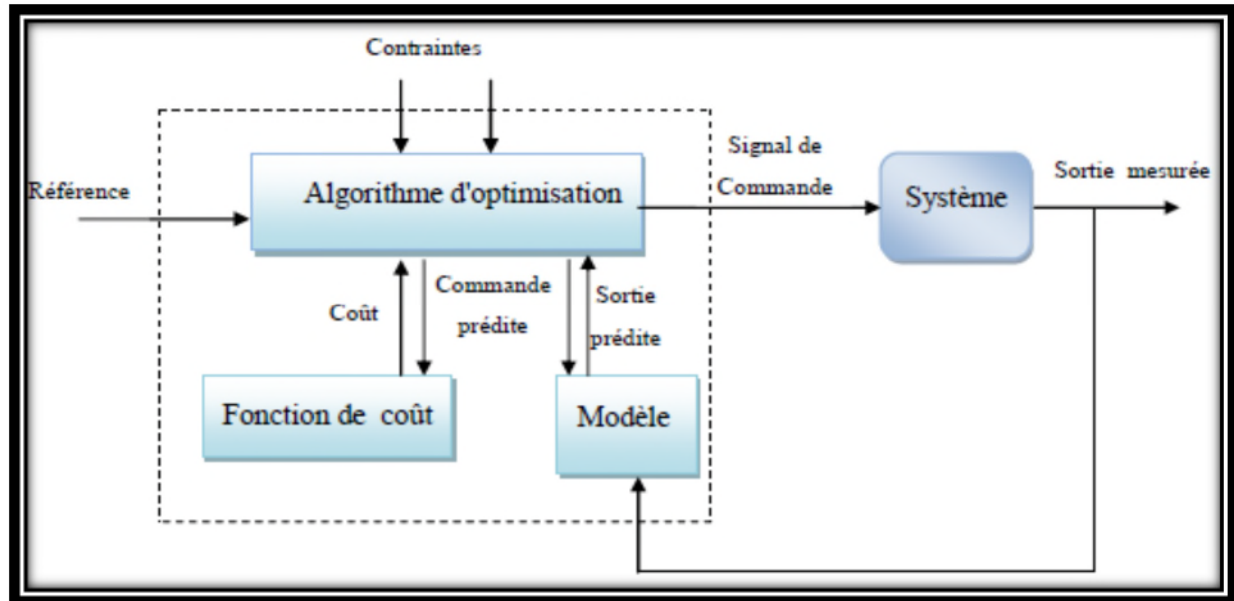 Contraintes
Référence
Algorithme d'optimisation
Signal de
Commande
Système
Sortie mesurée
Coût
Commande
prédite
Sortie
prédite
Fonction de coût
Modèle